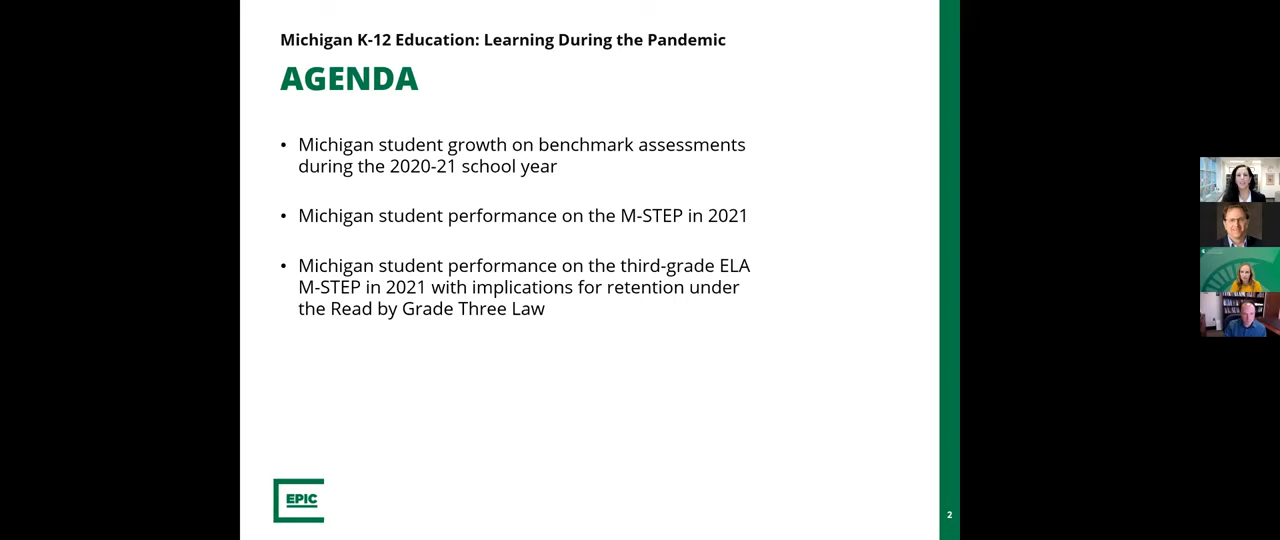 Michigan K-12 Education: Learning During the Pandemic
AGENDA
• Michigan student growth on benchmark assessments
during the 2020-21 school year
• Michigan student performance on the M-STEP in 2021
• Michigan student performance on the third-grade ELA
M-STEP in 2021 with implications for retention under
the Read by Grade Three Law
EPIC
2